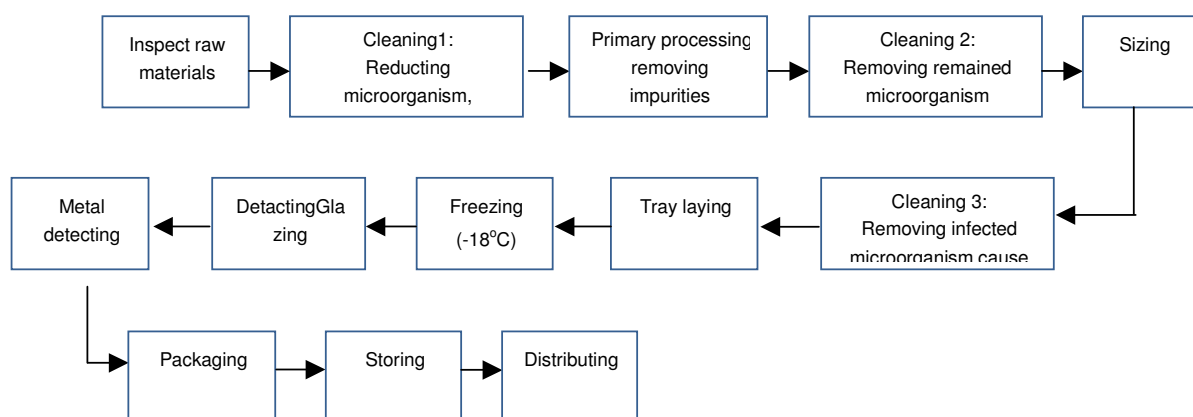 Inspect raw
materials
Cleaning1:
Reducting
microorganism,
Primary processing
removing
impurities
Cleaning 2:
Removing remained
microorganism
Sizing
Cleaning 3:
Removing infected
microorganism cause
Tray laying
Freezing
(-18°C)
DetactingGla
zing
Metal
detecting
Packaging
Storing
Distributing